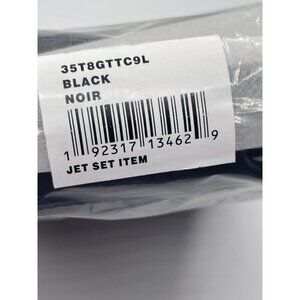 35T8GTTC9L
BLACK
NOIR
1 92317 13462 9
JET SET ITEM